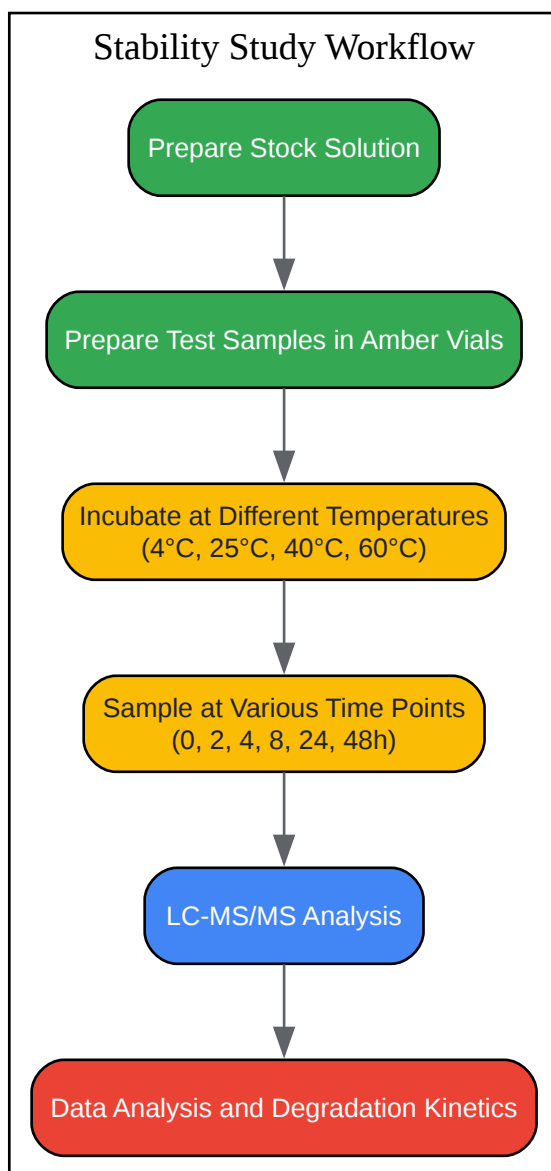 Stability Study Workflow
Prepare Stock Solution
Prepare Test Samples in Amber Vials
Incubate at Different Temperatures
(4°C, 25°C, 40°C, 60°C)
Sample at Various Time Points
(0, 2, 4, 8, 24, 48h)
LC-MS/MS Analysis
Data Analysis and Degradation Kinetics